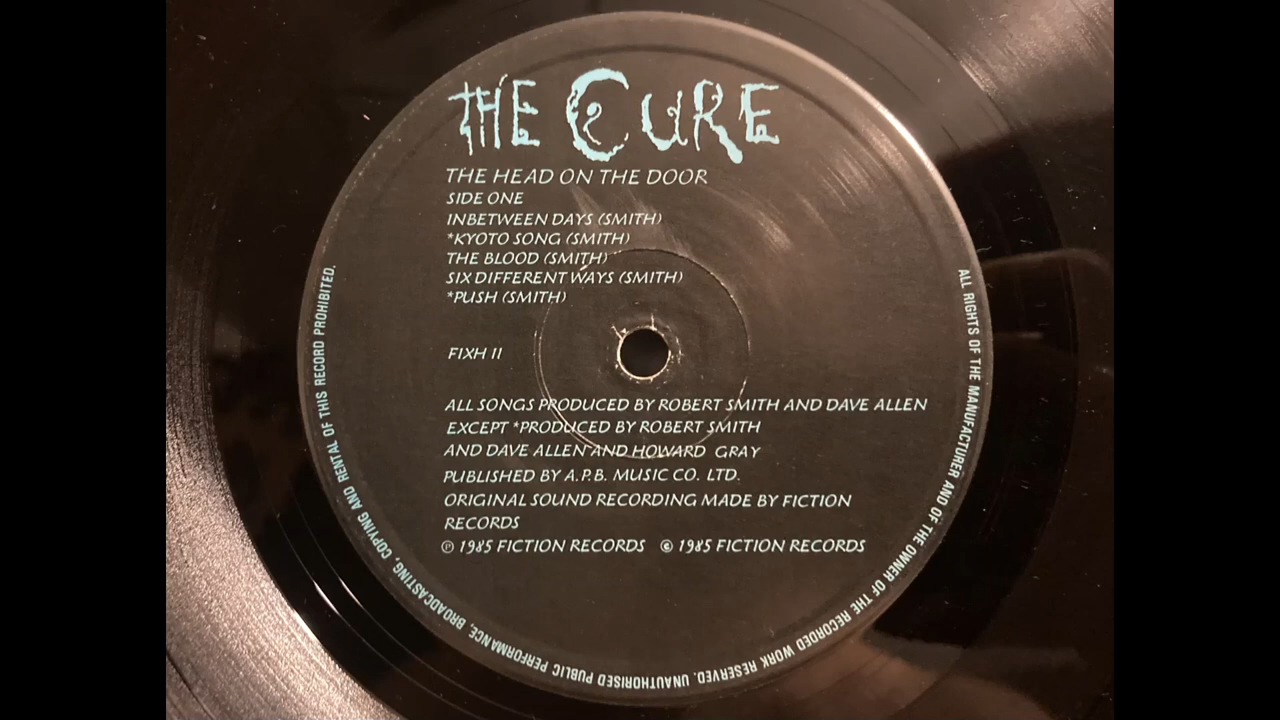 THE CURE
THE HEAD ON THE DOOR
SIDE ONE
INBETWEEN DAYS (SMITH)
*KYOTO SONG (SMITH)
THE BLOOD (SMITH)
SIX DIFFERENT WAYS (SMITH)
*PUSH (SMITH)
FIXH 11
ALL SONGS PRODUCED BY ROBERT SMITH AND DAVE ALLEN
EXCEPT *PRODUCED BY ROBERT SMITH
AND DAVE ALLEN AND HOWARD GRAY
PUBLISHED BY A.P.B. MUSIC CO. LTD.
ORIGINAL SOUND RECORDING MADE BY FICTION
RECORDS
℗ 1985 FICTION RECORDS © 1985 FICTION RECORDS
ALL RIGHTS OF THE MANUFACTURER AND OF THE OWNER OF THE RECORDED WORK RESERVED. UNAUTHORISED PUBLIC PERFORMANCE, BROADCASTING, COPYING AND RENTAL OF THIS RECORD PROHIBITED.